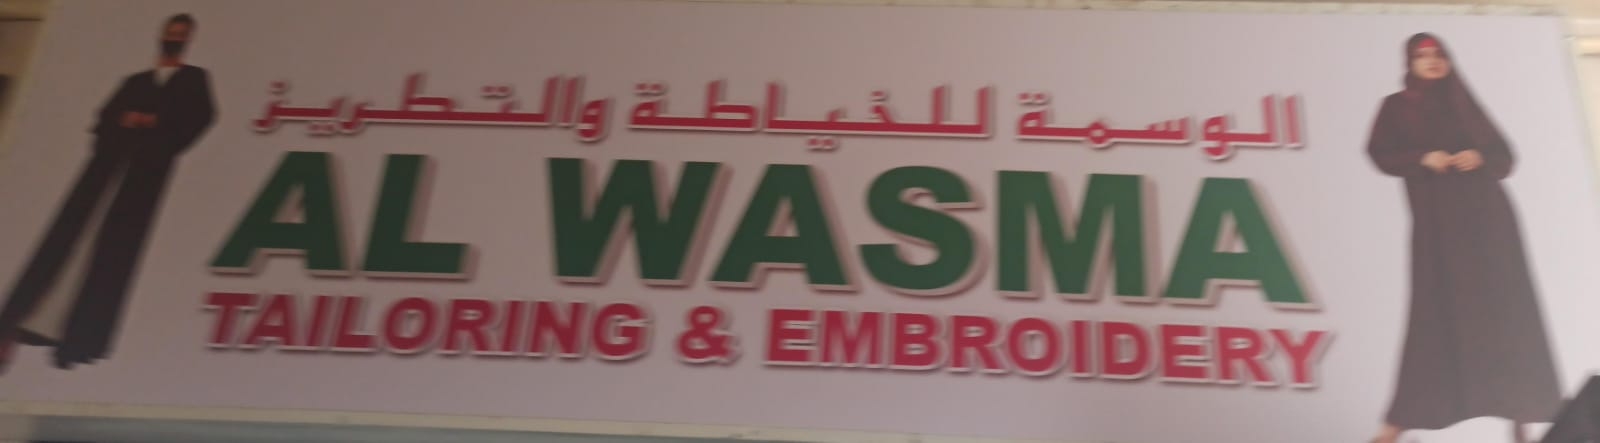 الوسمة للخياطة والتطريز
AL WASMA
TAILORING & EMBROIDERY